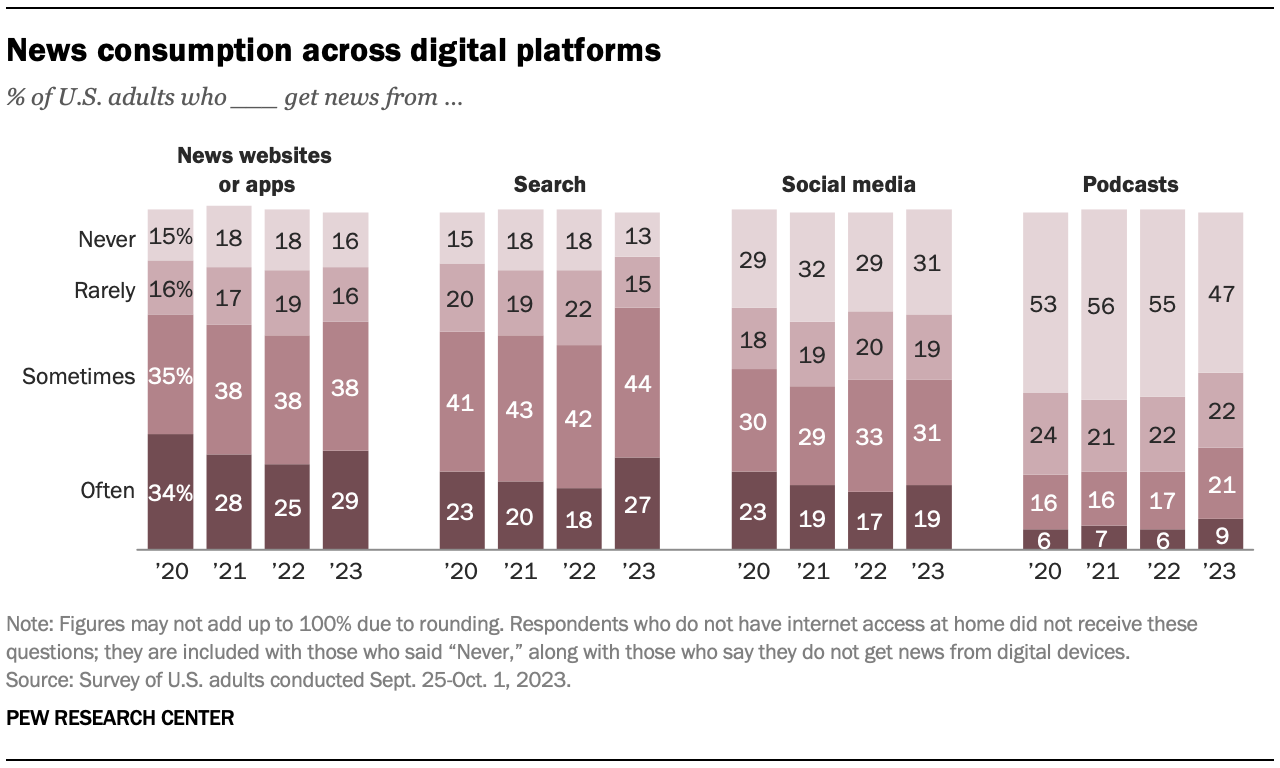 News consumption across digital platforms
% of U.S. adults who ___ get news from ...
News websites
or apps
Search
Social media
Podcasts
Never 15% 18 18 16 15 18 18 13 29 32 29 31 53 56 55 47
Rarely 16% 17 19 16 20 19 22 15 18 19 20 19 24 21 22 22
Sometimes 35% 38 38 38 41 43 42 44 30 29 33 31 16 16 17 21
Often 34% 28 25 29 23 20 18 27 23 19 17 19 6 7 6 9
’20 ’21 ’22 ’23 ’20 ’21 ’22 ’23 ’20 ’21 ’22 ’23 ’20 ’21 ’22 ’23
Note: Figures may not add up to 100% due to rounding. Respondents who do not have internet access at home did not receive these
questions; they are included with those who said “Never,” along with those who say they do not get news from digital devices.
Source: Survey of U.S. adults conducted Sept. 25-Oct. 1, 2023.
PEW RESEARCH CENTER